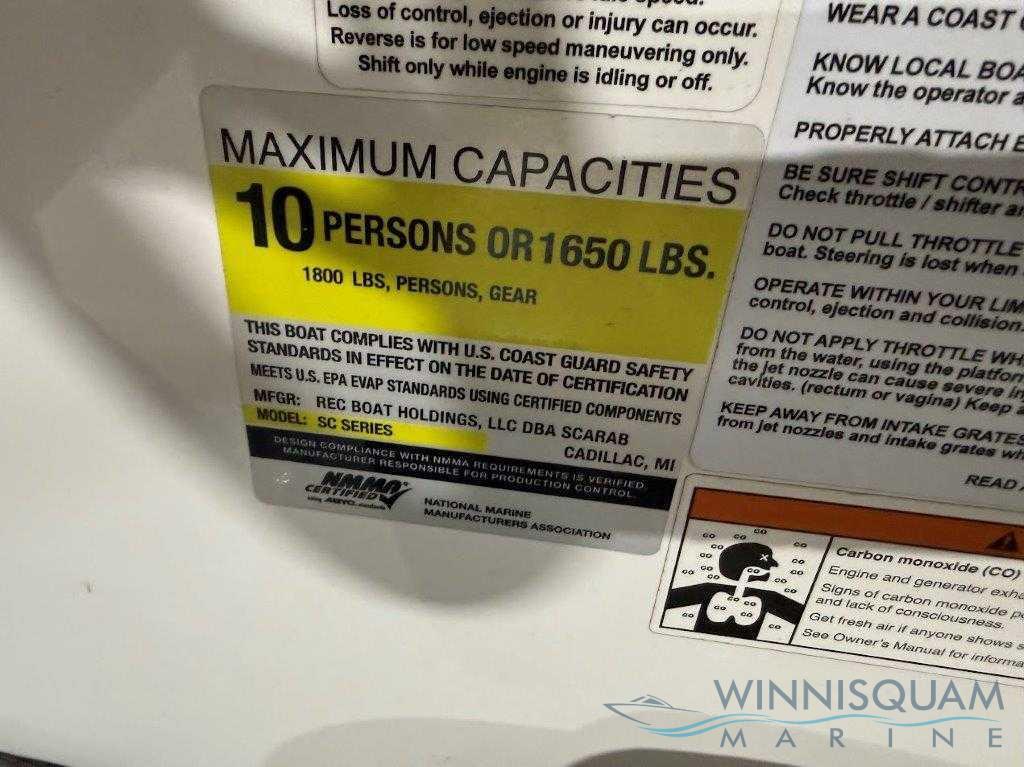 Loss of control, ejection or injury can occur.
Reverse is for low speed maneuvering only.
Shift only while engine is idling or off.
MAXIMUM CAPACITIES
10 PERSONS OR 1650 LBS.
1800 LBS, PERSONS, GEAR
THIS BOAT COMPLIES WITH U.S. COAST GUARD SAFETY
STANDARDS IN EFFECT ON THE DATE OF CERTIFICATION
MEETS U.S. EPA EVAP STANDARDS USING CERTIFIED COMPONENTS
MFGR: REC BOAT HOLDINGS, LLC DBA SCARAB
CADILLAC, MI
MODEL: SC SERIES
DESIGN COMPLIANCE WITH NMMA REQUIREMENTS IS VERIFIED.
MANUFACTURER RESPONSIBLE FOR PRODUCTION CONTROL.
NMMA
CERTIFIED
NATIONAL MARINE
MANUFACTURERS ASSOCIATION
WEAR A COAST
KNOW LOCAL
Know the operator
PROPERLY ATTACH
BE SURE SHIFT
Check throttle / shifter
DO NOT PULL THROTTLE
boat. Steering is lost when
OPERATE WITHIN YOUR
control, ejection and collision.
DO NOT APPLY THROTTLE
from the water, using the
the jet nozzle can cause severe
cavities. (rectum or vagina) Keep
KEEP AWAY FROM INTAKE GRATES
from jet nozzles and intake grates
READ
Carbon monoxide (CO)
Engine and generator
Signs of carbon monoxide
and lack of consciousness.
Get fresh air if anyone shows
See Owner's Manual for
WINNISQUAM
MARINE